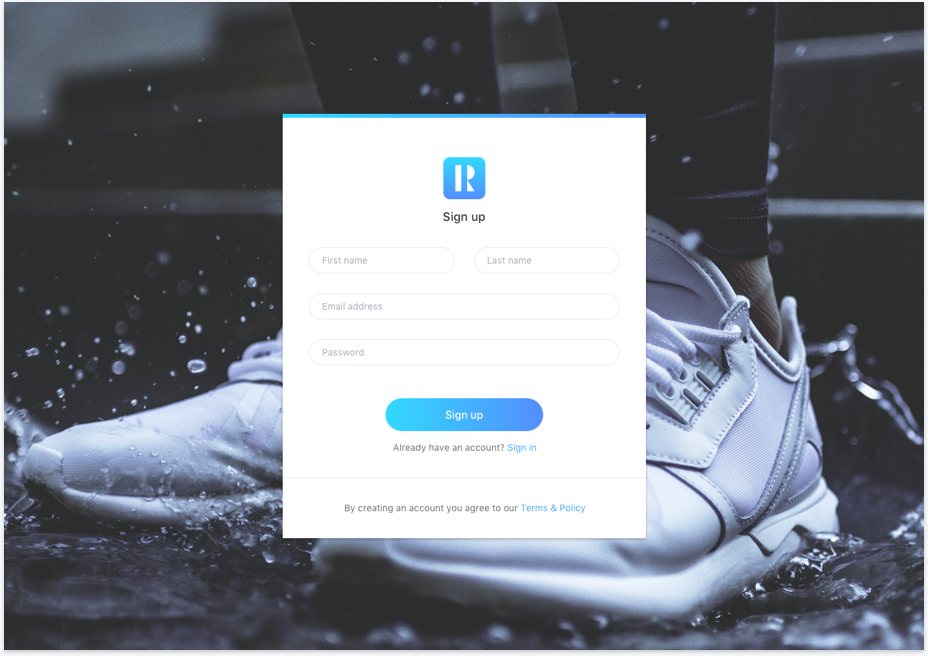 R
Sign up
First name Last name
Email address
Password
Sign up
Already have an account? Sign in
By creating an account you agree to our Terms & Policy